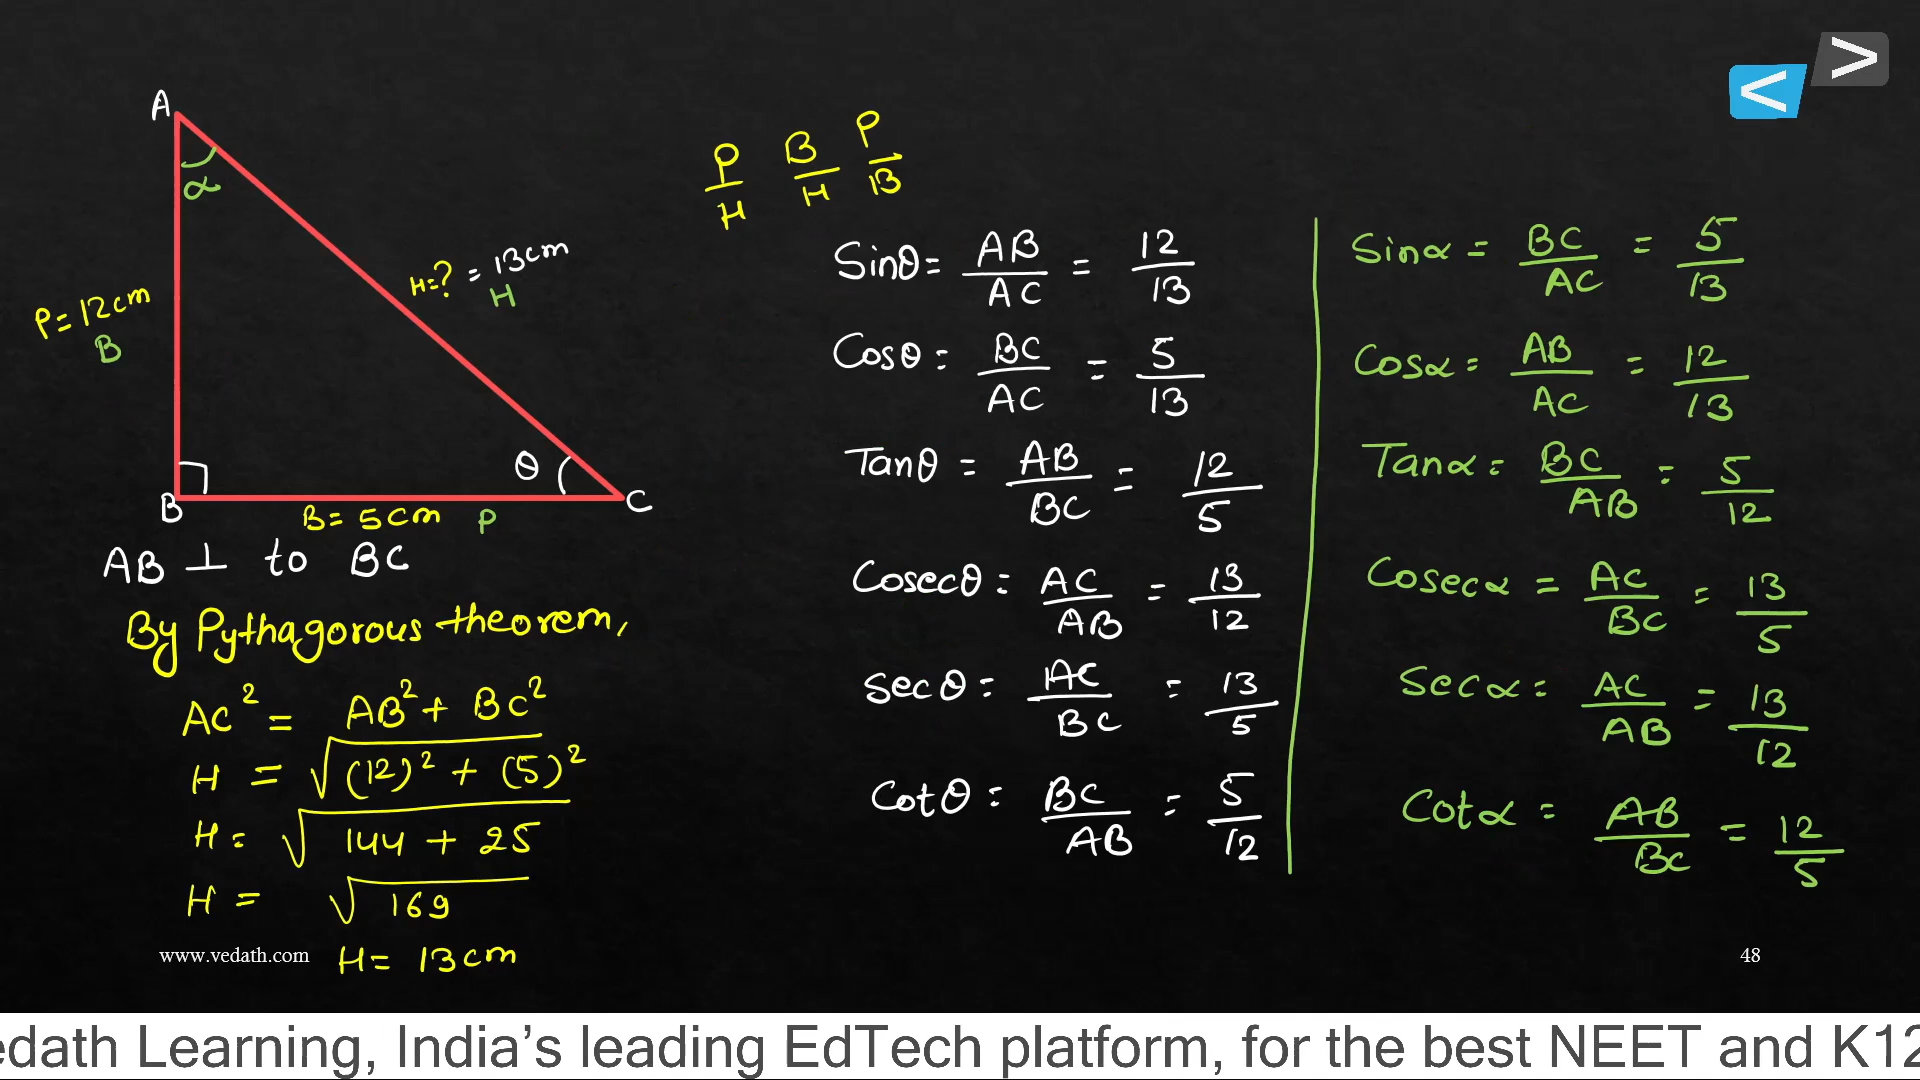 < >
A
α
P = 12cm
B
H=? = 13cm
H
θ
B
C
B = 5cm P
AB ⊥ to BC
By Pythagorous theorem,
AC² = AB² + BC²
H = √(12)² + (5)²
H = √144 + 25
H = √169
H = 13cm
P/H B/H P/B
Sinθ = AB/AC = 12/13
Cosθ = BC/AC = 5/13
Tanθ = AB/BC = 12/5
Cosecθ = AC/AB = 13/12
Secθ = AC/BC = 13/5
Cotθ = BC/AB = 5/12
Sinα = BC/AC = 5/13
Cosα = AB/AC = 12/13
Tanα = BC/AB = 5/12
Cosecα = AC/BC = 13/5
Secα = AC/AB = 13/12
Cotα = AB/BC = 12/5
www.vedath.com
48
edath Learning, India’s leading EdTech platform, for the best NEET and K12